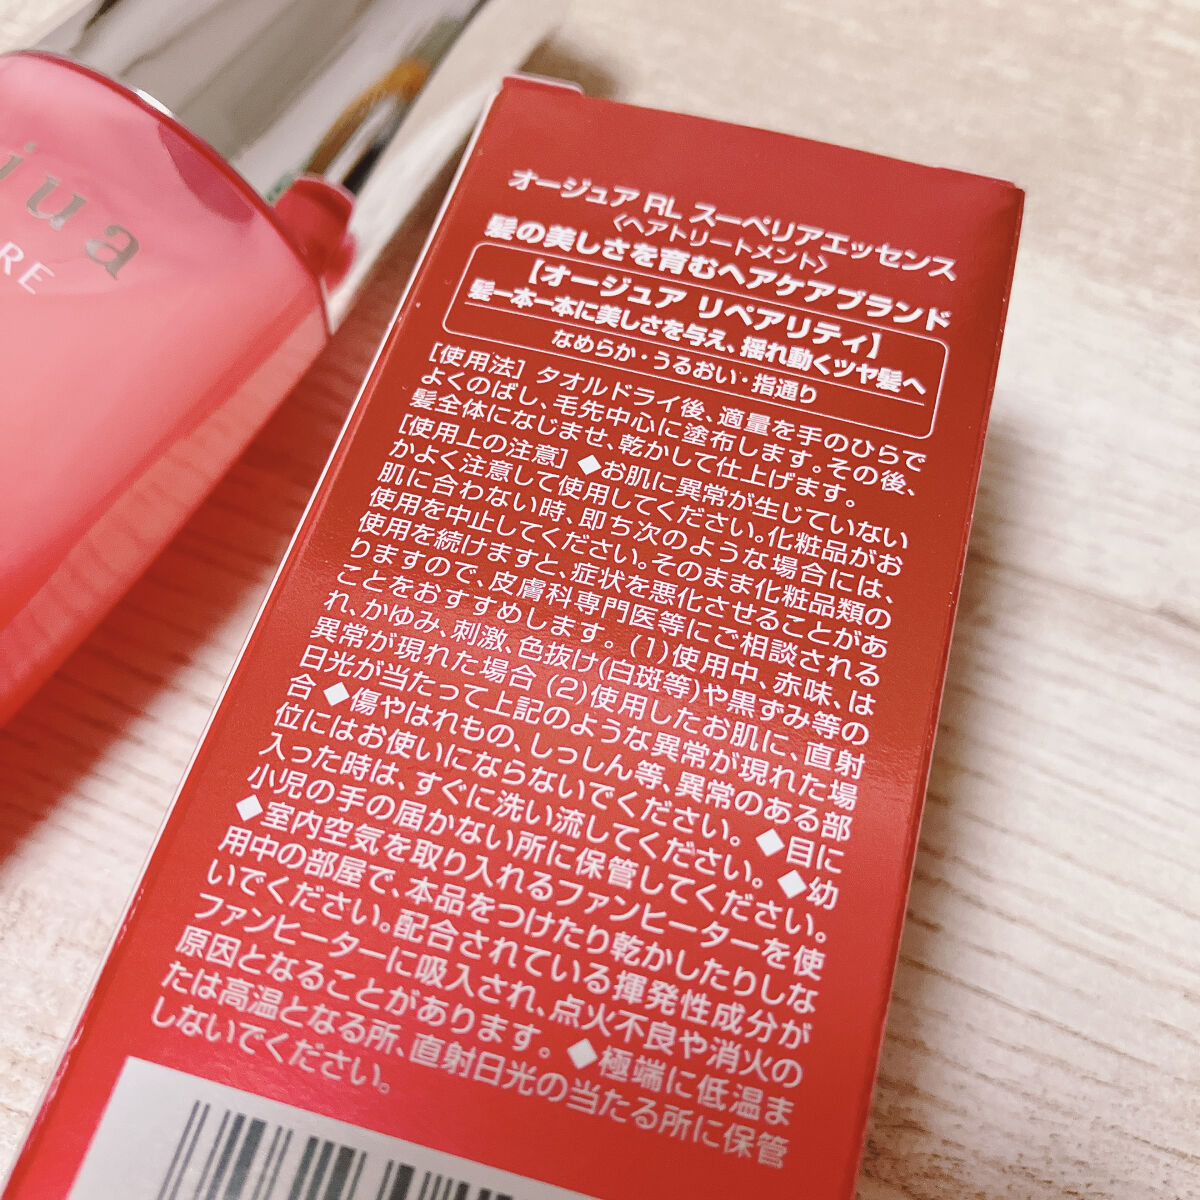 jua
RE
オージュア RL スーペリアエッセンス
〈ヘアトリートメント〉
髪の美しさを育むヘアケアブランド
【オージュア リペアリティ】
髪一本一本に美しさを与え、揺れ動くツヤ髪へ
なめらか・うるおい・指通り
[使用法] タオルドライ後、適量を手のひらで
よくのばし、毛先中心に塗布します。その後、
髪全体になじませ、乾かして仕上げます。
[使用上の注意] ◆お肌に異常が生じていない
かよく注意して使用してください。化粧品がお
肌に合わない時、即ち次のような場合には、
使用を中止してください。そのまま化粧品類の
使用を続けますと、症状を悪化させることがあ
りますので、皮膚科専門医等にご相談される
ことをおすすめします。(1)使用中、赤味、は
れ、かゆみ、刺激、色抜け(白斑等)や黒ずみ等の
異常が現れた場合 (2)使用したお肌に、直射
日光が当たって上記のような異常が現れた場
合 ◆傷やはれもの、しっしん等、異常のある部
位にはお使いにならないでください。 ◆目に
入った時は、すぐに洗い流してください。 ◆幼
小児の手の届かない所に保管してください。
◆室内空気を取り入れるファンヒーターを使
用中の部屋で、本品をつけたり乾かしたりしな
いでください。配合されている揮発性成分が
ファンヒーターに吸入され、点火不良や消火の
原因となることがあります。 ◆極端に低温ま
たは高温となる所、直射日光の当たる所に保管
しないでください。